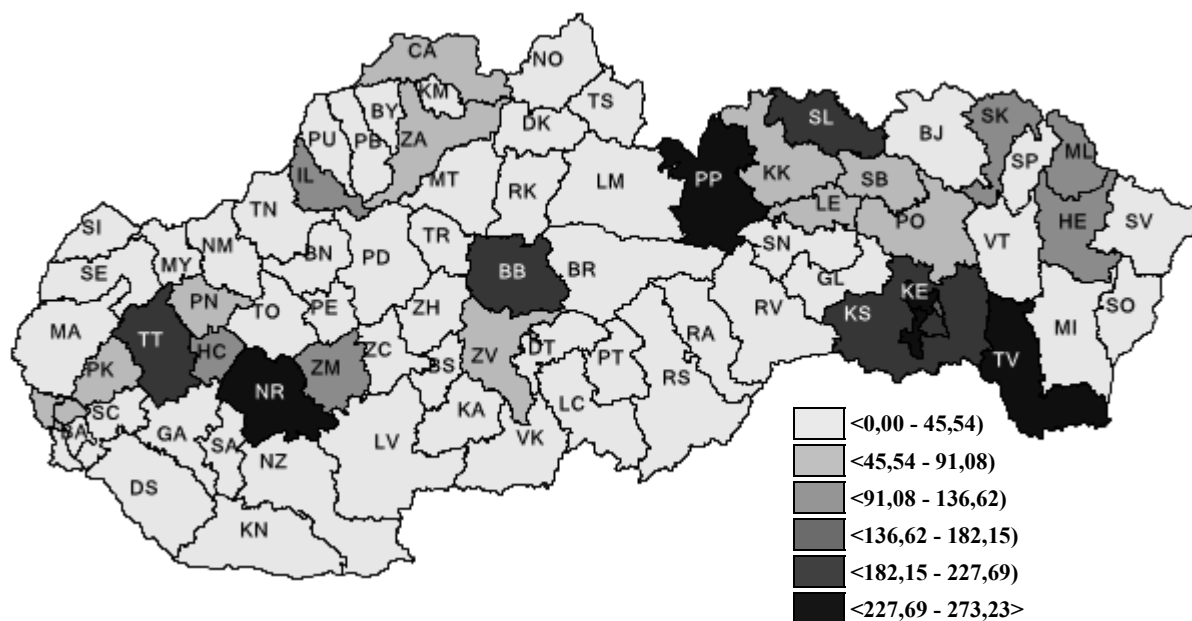 CA
NO
KM
TS
BY
PU
PB
ZA
DK
SL
BJ
SK
SP
ML
IL
MT
RK
LM
PP
KK
SB
LE
PO
HE
SV
SI
TN
NM
BN
PD
TR
SN
VT
SE
MY
BB
BR
GL
PN
TO
PE
ZH
RV
KE
KS
SO
MA
TT
HC
ZM
ZC
BS
ZV
DT
PT
RA
MI
TV
PK
NR
RS
SC
KA
LC
BA
GA
SA
NZ
LV
VK
DS
KN
<0,00 - 45,54)
<45,54 - 91,08)
<91,08 - 136,62)
<136,62 - 182,15)
<182,15 - 227,69)
<227,69 - 273,23>